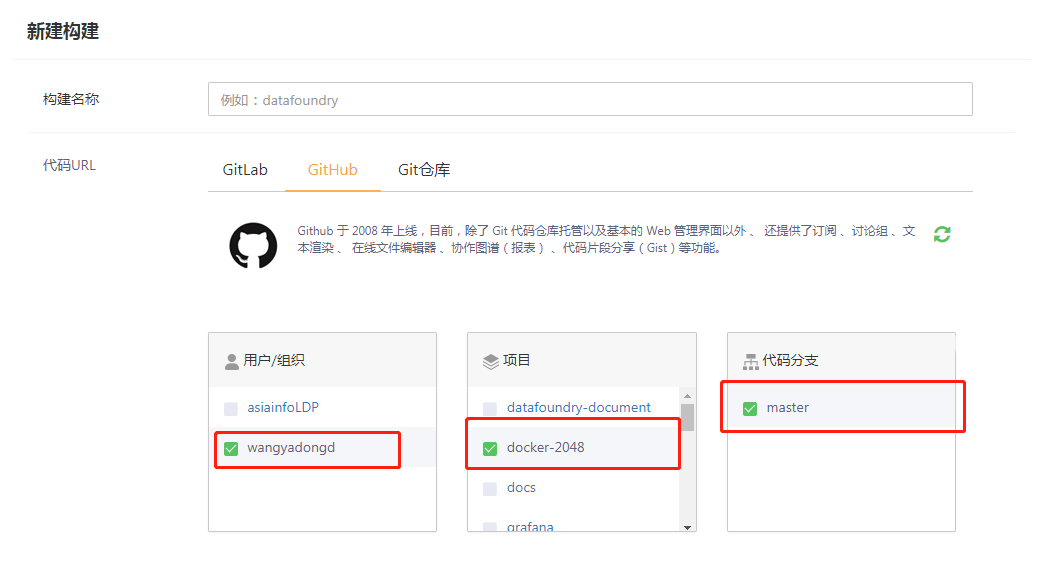 新建构建
构建名称
例如：datafoundry
代码URL
GitLab
GitHub
Git仓库
Github 于 2008 年上线，目前，除了 Git 代码仓库托管以及基本的 Web 管理界面以外 、 还提供了订阅 、讨论组 、文
本渲染 、 在线文件编辑器 、协作图谱（报表 ） 、代码片段分享（Gist ）等功能。
用户/组织
asiainfoLDP
wangyadongd
项目
datafoundry-document
docker-2048
docs
grafana
代码分支
master